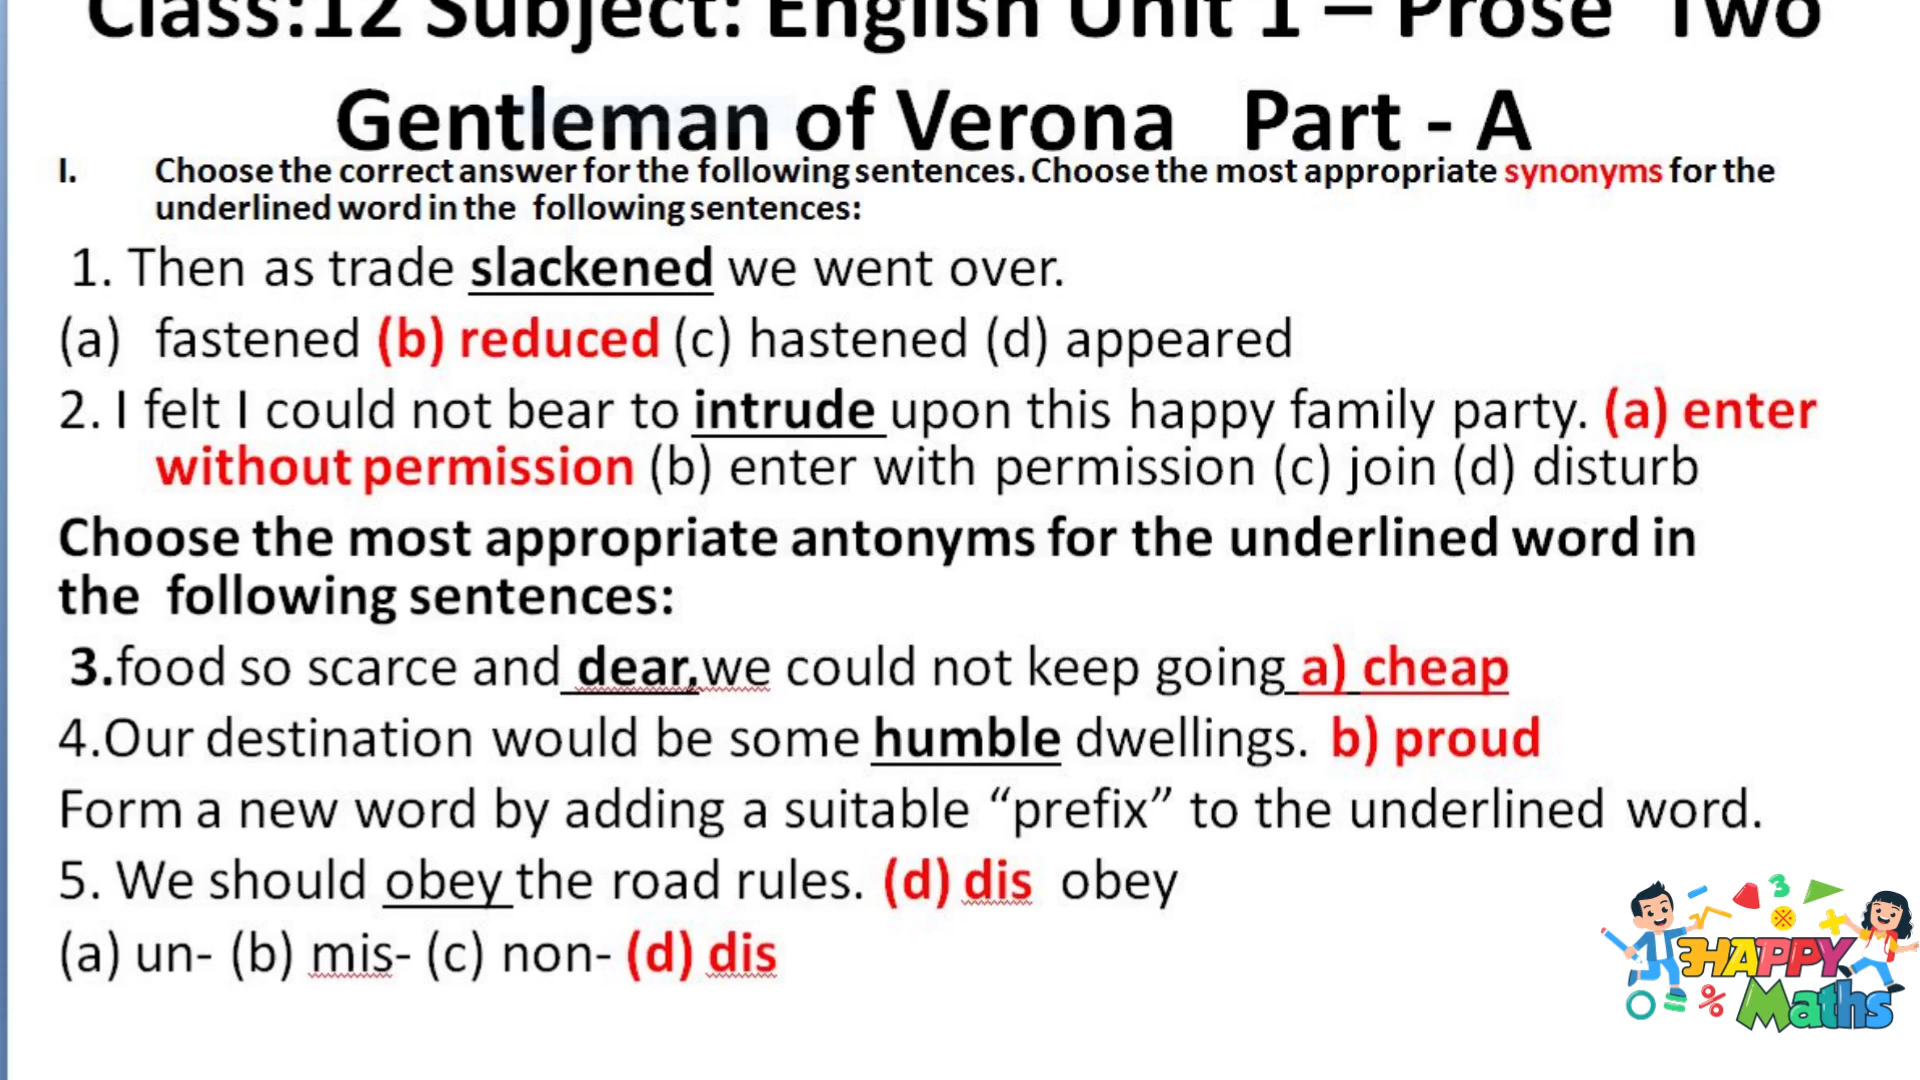 Class:12 Subject: English Unit 1 – Prose Two
Gentleman of Verona Part - A
I. Choose the correct answer for the following sentences. Choose the most appropriate synonyms for the
underlined word in the following sentences:
1. Then as trade slackened we went over.
(a) fastened (b) reduced (c) hastened (d) appeared
2. I felt I could not bear to intrude upon this happy family party. (a) enter
without permission (b) enter with permission (c) join (d) disturb
Choose the most appropriate antonyms for the underlined word in
the following sentences:
3.food so scarce and dear,we could not keep going a) cheap
4.Our destination would be some humble dwellings. b) proud
Form a new word by adding a suitable “prefix” to the underlined word.
5. We should obey the road rules. (d) dis obey
(a) un- (b) mis- (c) non- (d) dis
3
HAPPY
%
Maths